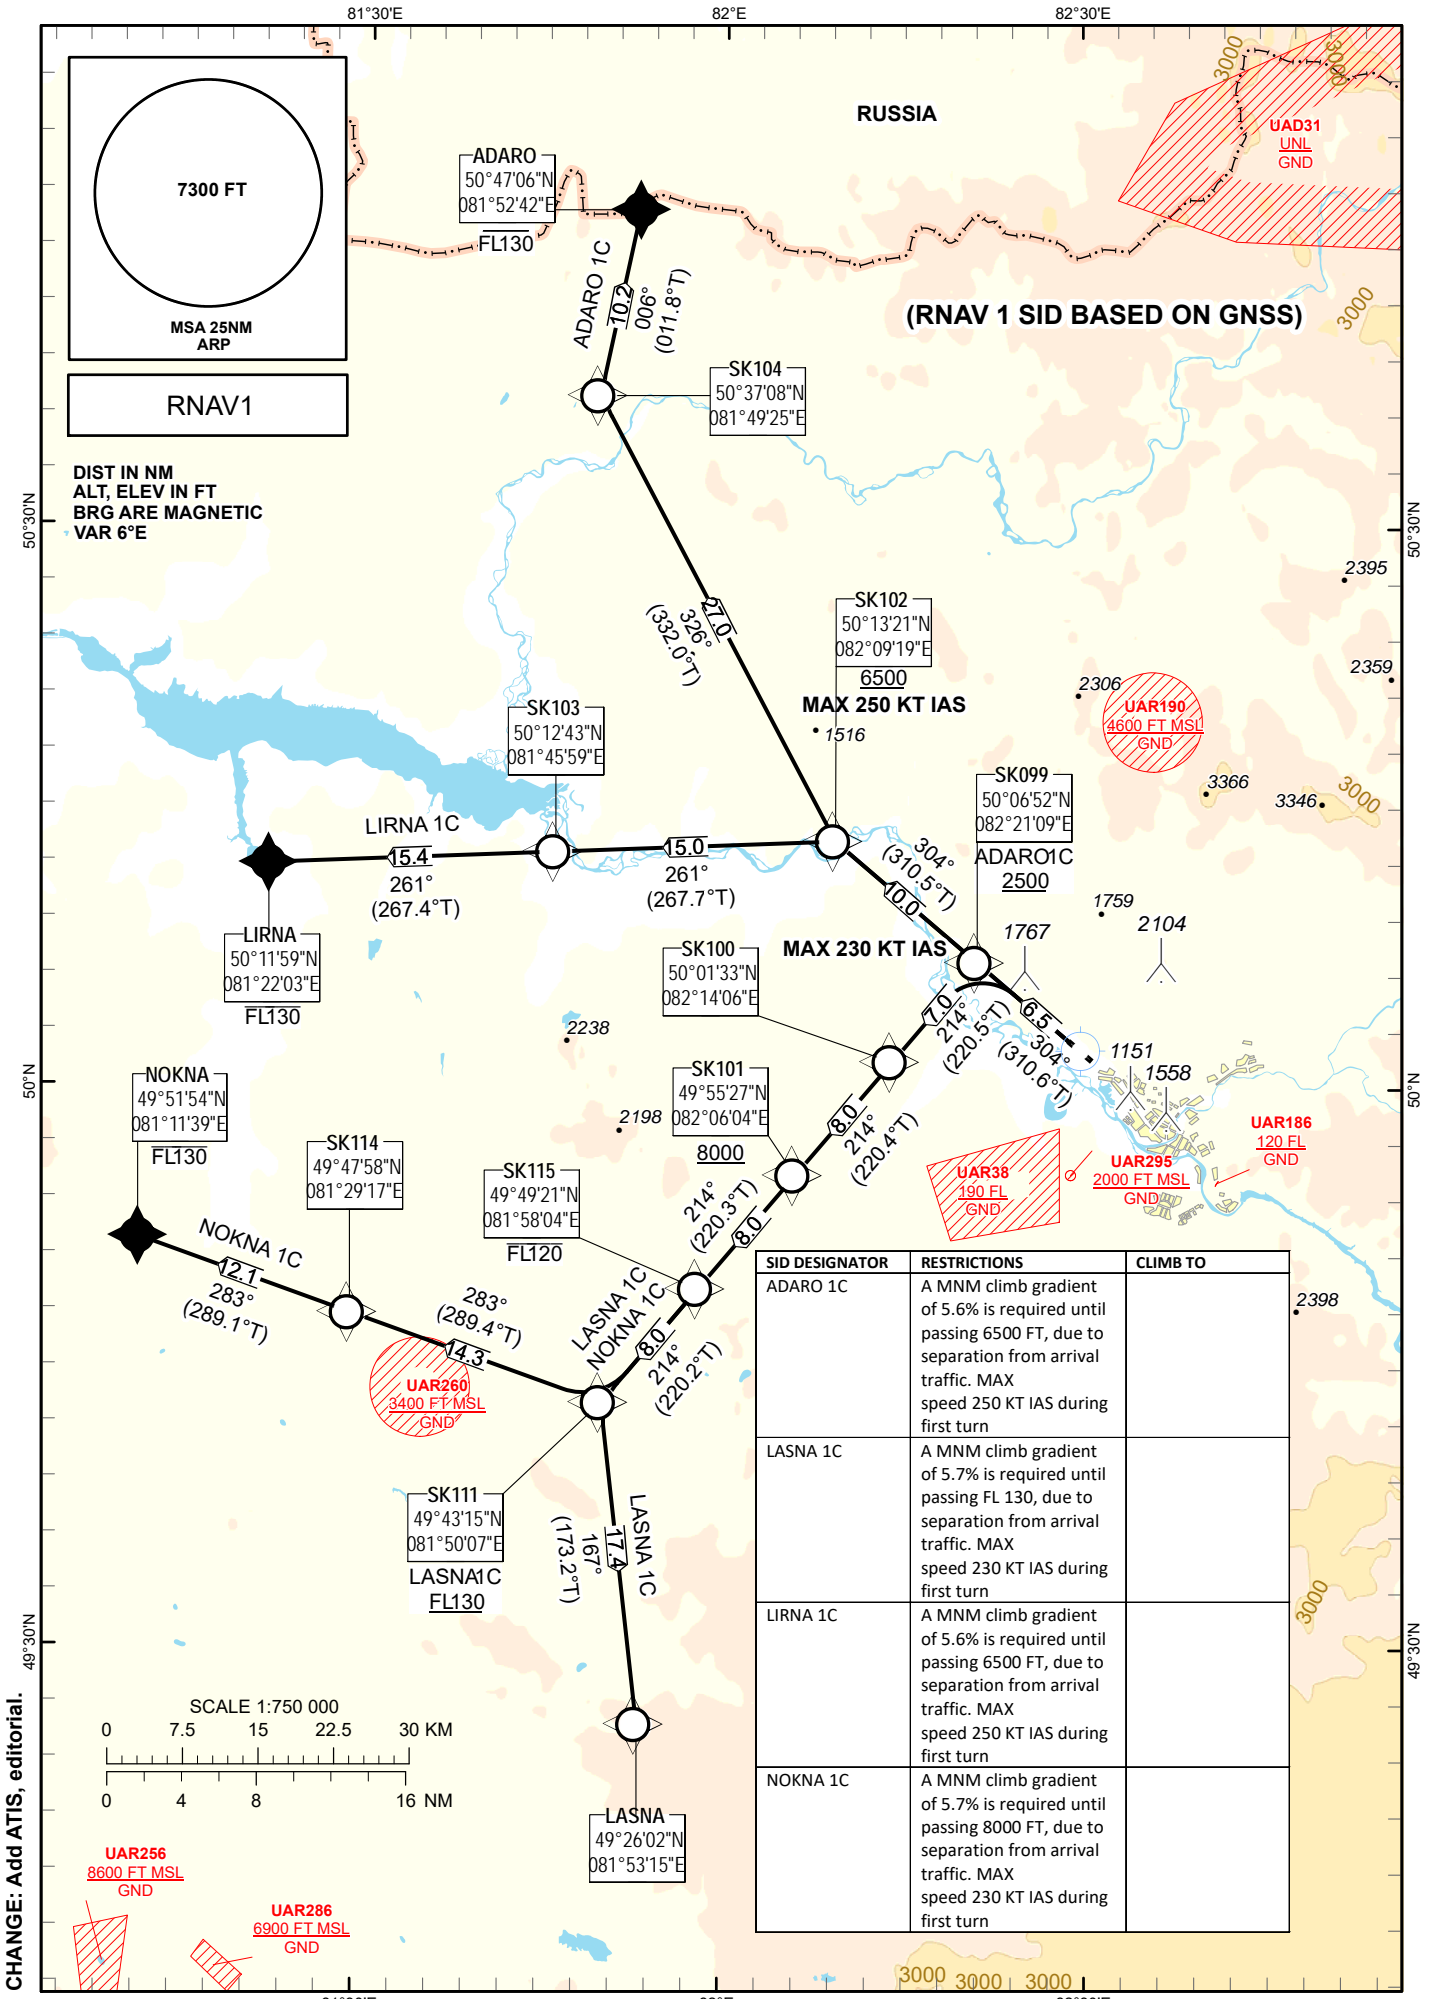 81°30'E
82°E
82°30'E
7300 FT
MSA 25NM
ARP
RNAV1
DIST IN NM
ALT, ELEV IN FT
BRG ARE MAGNETIC
VAR 6°E
RUSSIA
3000
3000
UAD31
UNL
GND
ADARO
50°47'06"N
081°52'42"E
FL130
ADARO 1C
10.2
006°
(011.8°T)
(RNAV 1 SID BASED ON GNSS)
3000
SK104
50°37'08"N
081°49'25"E
50°30'N
50°30'N
2395
27.0
326°
(332.0°T)
SK102
50°13'21"N
082°09'19"E
6500
MAX 250 KT IAS
1516
2359
2306
UAR190
4600 FT MSL
GND
SK103
50°12'43"N
081°45'59"E
3366
3346
3000
SK099
50°06'52"N
082°21'09"E
ADARO1C
2500
LIRNA 1C
15.4
261°
(267.4°T)
15.0
261°
(267.7°T)
304°
(310.5°T)
10.0
1759
LIRNA
50°11'59"N
081°22'03"E
FL130
SK100
50°01'33"N
082°14'06"E
MAX 230 KT IAS
1767
2104
7.0
214°
(220.5°T)
6.5
304°
(310.6°T)
2238
1151
1558
50°N
50°N
NOKNA
49°51'54"N
081°11'39"E
FL130
SK101
49°55'27"N
082°06'04"E
8000
2198
8.0
214°
(220.4°T)
SK114
49°47'58"N
081°29'17"E
SK115
49°49'21"N
081°58'04"E
FL120
UAR186
120 FL
GND
UAR38
190 FL
GND
UAR295
2000 FT MSL
GND
214°
(220.3°T)
8.0
NOKNA 1C
12.1
283°
(289.1°T)
283°
(289.4°T)
14.3
LASNA 1C
NOKNA 1C
8.0
214°
(220.2°T)
2398
UAR260
3400 FT MSL
GND
SK111
49°43'15"N
081°50'07"E
LASNA1C
FL130
LASNA 1C
17.4
167°
(173.2°T)
SID DESIGNATOR RESTRICTIONS CLIMB TO
ADARO 1C A MNM climb gradient
of 5.6% is required until
passing 6500 FT, due to
separation from arrival
traffic. MAX
speed 250 KT IAS during
first turn
LASNA 1C A MNM climb gradient
of 5.7% is required until
passing FL 130, due to
separation from arrival
traffic. MAX
speed 230 KT IAS during
first turn
LIRNA 1C A MNM climb gradient
of 5.6% is required until
passing 6500 FT, due to
separation from arrival
traffic. MAX
speed 250 KT IAS during
first turn
NOKNA 1C A MNM climb gradient
of 5.7% is required until
passing 8000 FT, due to
separation from arrival
traffic. MAX
speed 230 KT IAS during
first turn
3000
49°30'N
49°30'N
SCALE 1:750 000
0 7.5 15 22.5 30 KM
0 4 8 16 NM
LASNA
49°26'02"N
081°53'15"E
UAR256
8600 FT MSL
GND
UAR286
6900 FT MSL
GND
3000 3000 3000
CHANGE: Add ATIS, editorial.